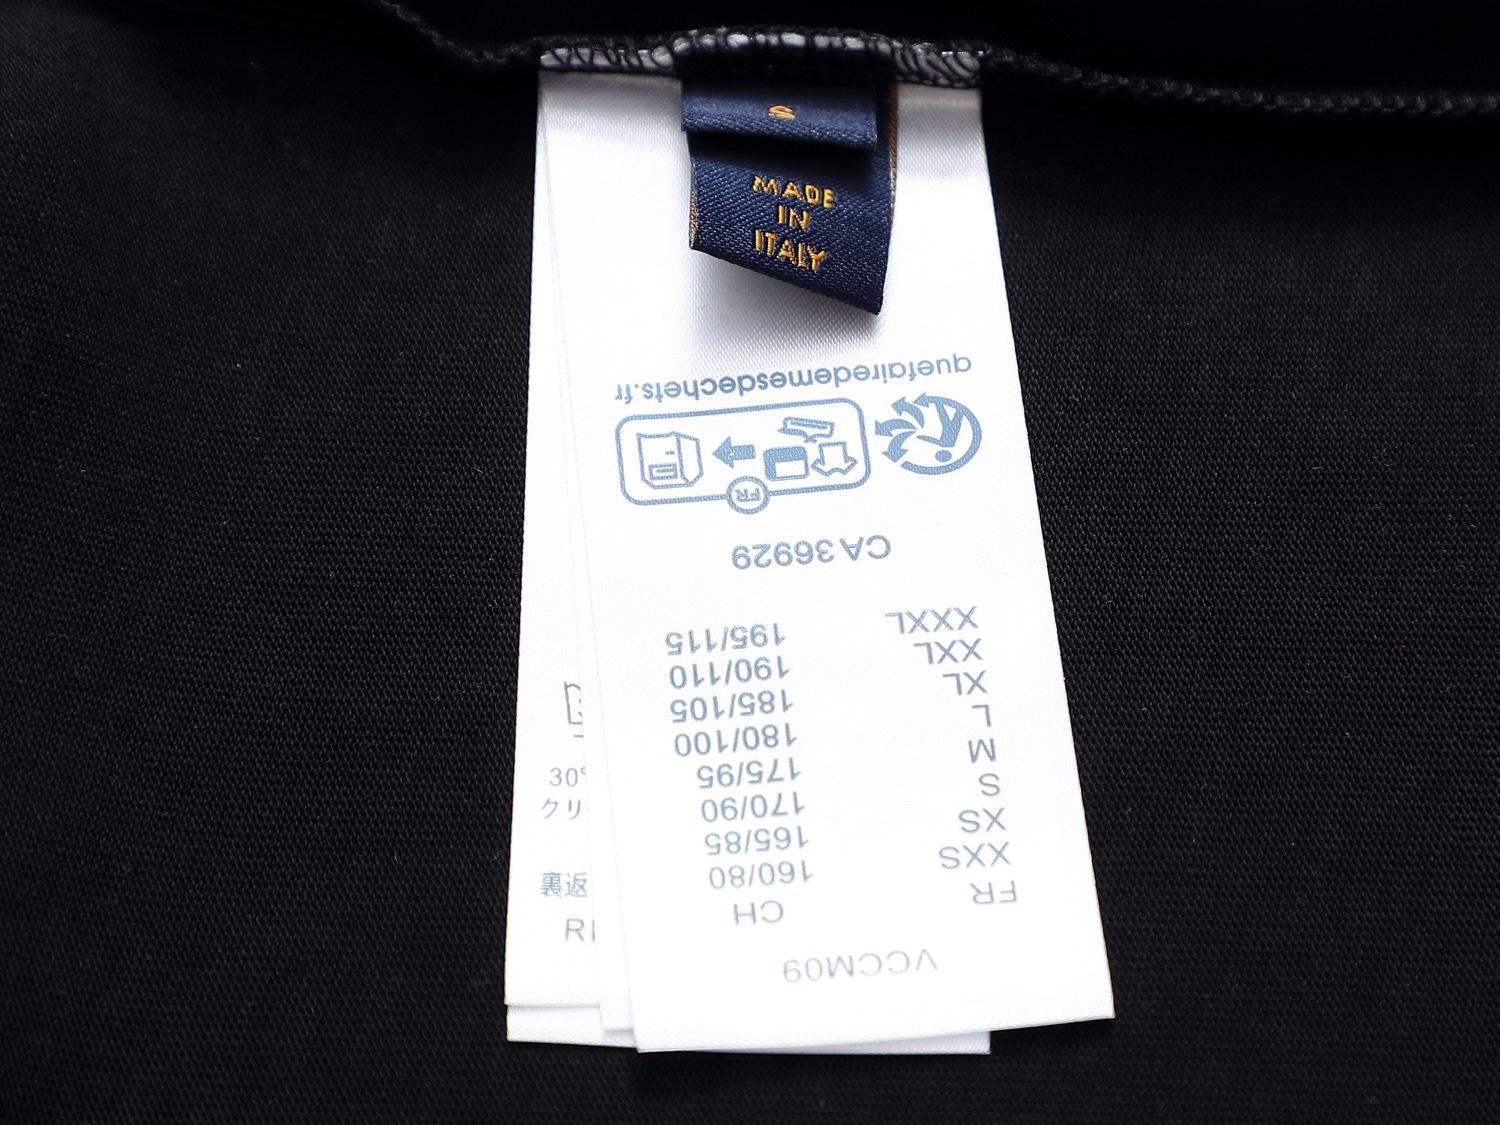 S
MADE
IN
ITALY
VCCM09
FR CH
XXS 160/80
XS 165/85
S 170/90
M 175/95
L 180/100
XL 185/105
XXL 190/110
XXXL 195/115
CA 36929
FR
quefairedemesdechets.fr
30°
クリ
裏返